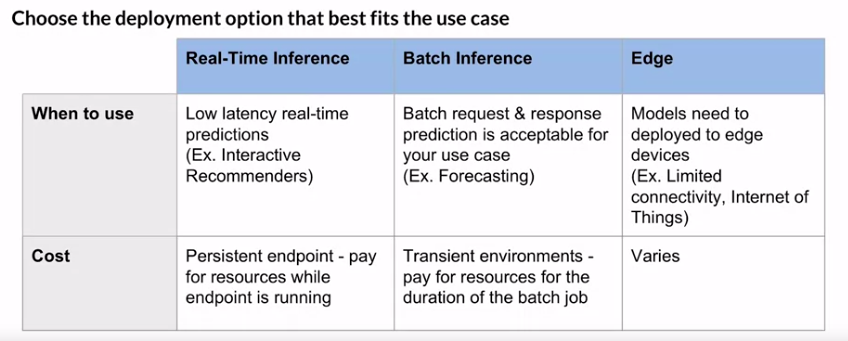 Choose the deployment option that best fits the use case
Real-Time Inference
Batch Inference
Edge
When to use
Low latency real-time
predictions
(Ex. Interactive
Recommenders)
Batch request & response
prediction is acceptable for
your use case
(Ex. Forecasting)
Models need to
deployed to edge
devices
(Ex. Limited
connectivity, Internet of
Things)
Cost
Persistent endpoint - pay
for resources while
endpoint is running
Transient environments -
pay for resources for the
duration of the batch job
Varies